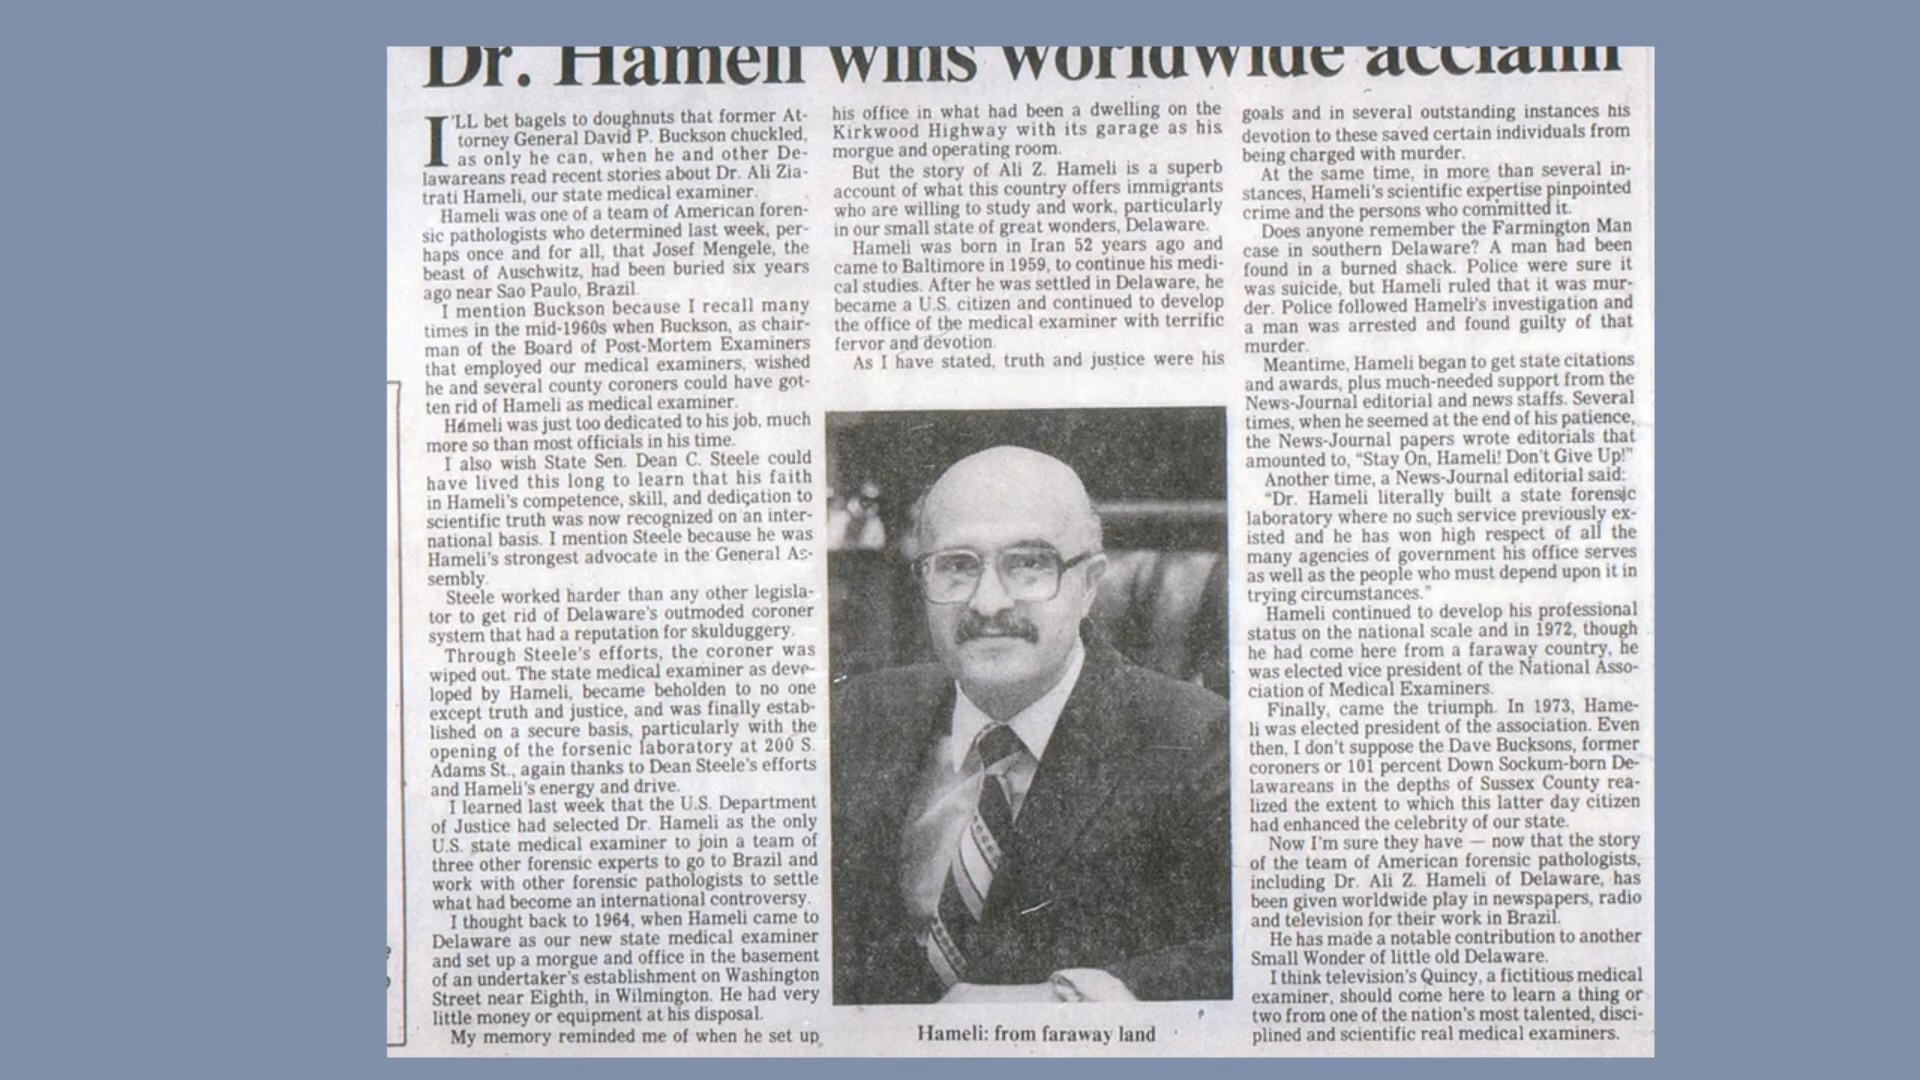 Dr. Hameli wins worldwide acclaim
I'LL bet bagels to doughnuts that former At-
torney General David P. Buckson chuckled,
as only he can, when he and other De-
lawareans read recent stories about Dr. Ali Zia-
trati Hameli, our state medical examiner.
Hameli was one of a team of American foren-
sic pathologists who determined last week, per-
haps once and for all, that Josef Mengele, the
beast of Auschwitz, had been buried six years
ago near Sao Paulo, Brazil.
I mention Buckson because I recall many
times in the mid-1960s when Buckson, as chair-
man of the Board of Post-Mortem Examiners
that employed our medical examiners, wished
he and several county coroners could have got-
ten rid of Hameli as medical examiner.
Hameli was just too dedicated to his job, much
more so than most officials in his time.
I also wish State Sen. Dean C. Steele could
have lived this long to learn that his faith
in Hameli's competence, skill, and dedication to
scientific truth was now recognized on an inter-
national basis. I mention Steele because he was
Hameli's strongest advocate in the General As-
sembly.
Steele worked harder than any other legisla-
tor to get rid of Delaware's outmoded coroner
system that had a reputation for skulduggery.
Through Steele's efforts, the coroner was
wiped out. The state medical examiner as deve-
loped by Hameli, became beholden to no one
except truth and justice, and was finally estab-
lished on a secure basis, particularly with the
opening of the forsenic laboratory at 200 S.
Adams St., again thanks to Dean Steele's efforts
and Hameli's energy and drive.
I learned last week that the U.S. Department
of Justice had selected Dr. Hameli as the only
U.S. state medical examiner to join a team of
three other forensic experts to go to Brazil and
work with other forensic pathologists to settle
what had become an international controversy.
I thought back to 1964, when Hameli came to
Delaware as our new state medical examiner
and set up a morgue and office in the basement
of an undertaker's establishment on Washington
Street near Eighth, in Wilmington. He had very
little money or equipment at his disposal.
My memory reminded me of when he set up
his office in what had been a dwelling on the
Kirkwood Highway with its garage as his
morgue and operating room.
But the story of Ali Z. Hameli is a superb
account of what this country offers immigrants
who are willing to study and work, particularly
in our small state of great wonders, Delaware.
Hameli was born in Iran 52 years ago and
came to Baltimore in 1959, to continue his medi-
cal studies. After he was settled in Delaware, he
became a U.S. citizen and continued to develop
the office of the medical examiner with terrific
fervor and devotion.
As I have stated, truth and justice were his
Hameli: from faraway land
goals and in several outstanding instances his
devotion to these saved certain individuals from
being charged with murder.
At the same time, in more than several in-
stances, Hameli's scientific expertise pinpointed
crime and the persons who committed it.
Does anyone remember the Farmington Man
case in southern Delaware? A man had been
found in a burned shack. Police were sure it
was suicide, but Hameli ruled that it was mur-
der. Police followed Hameli's investigation and
a man was arrested and found guilty of that
murder.
Meantime, Hameli began to get state citations
and awards, plus much-needed support from the
News-Journal editorial and news staffs. Several
times, when he seemed at the end of his patience,
the News-Journal papers wrote editorials that
amounted to, "Stay On, Hameli! Don't Give Up!"
Another time, a News-Journal editorial said:
"Dr. Hameli literally built a state forensic
laboratory where no such service previously ex-
isted and he has won high respect of all the
many agencies of government his office serves
as well as the people who must depend upon it in
trying circumstances."
Hameli continued to develop his professional
status on the national scale and in 1972, though
he had come here from a faraway country, he
was elected vice president of the National Asso-
ciation of Medical Examiners.
Finally, came the triumph. In 1973, Hame-
li was elected president of the association. Even
then, I don't suppose the Dave Bucksons, former
coroners or 101 percent Down Sockum-born De-
lawareans in the depths of Sussex County rea-
lized the extent to which this latter day citizen
had enhanced the celebrity of our state.
Now I'm sure they have — now that the story
of the team of American forensic pathologists,
including Dr. Ali Z. Hameli of Delaware, has
been given worldwide play in newspapers, radio
and television for their work in Brazil.
He has made a notable contribution to another
Small Wonder of little old Delaware.
I think television's Quincy, a fictitious medical
examiner, should come here to learn a thing or
two from one of the nation's most talented, disci-
plined and scientific real medical examiners.